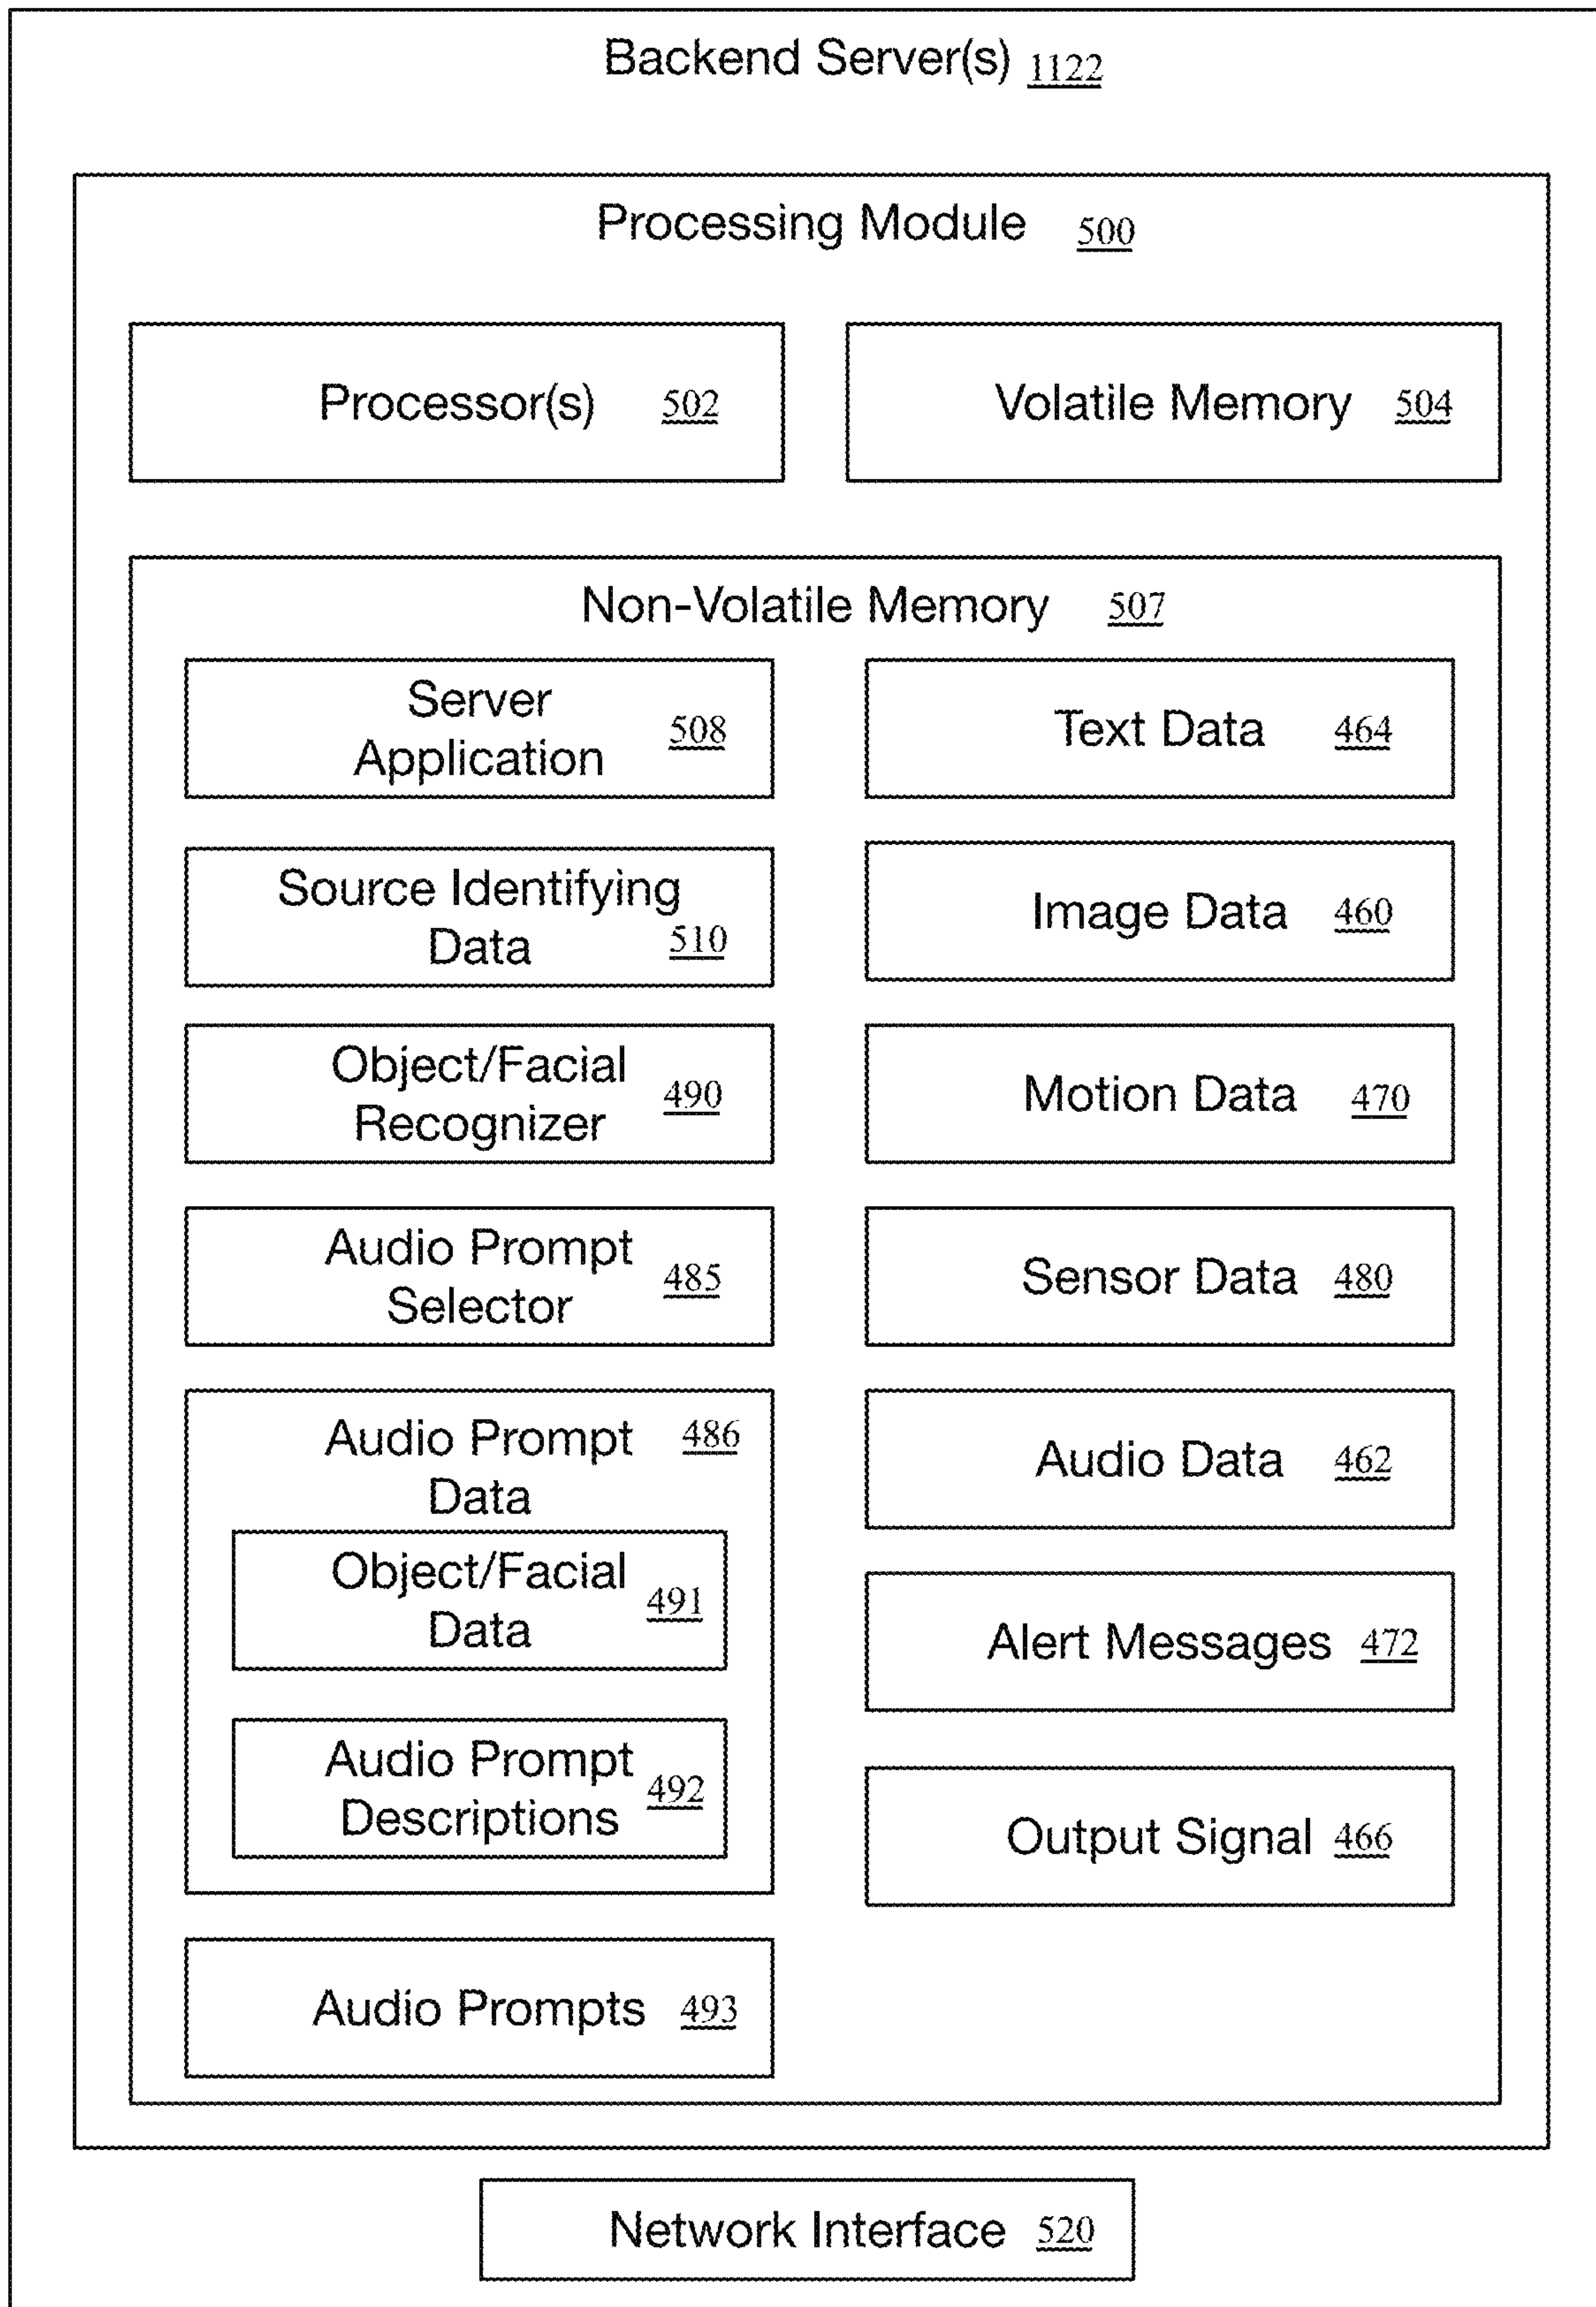 Backend Server(s) 1122
Processing Module 500
Processor(s) 502
Volatile Memory 504
Non-Volatile Memory 507
Server
Application 508
Text Data 464
Source Identifying
Data 510
Image Data 460
Object/Facial
Recognizer 490
Motion Data 470
Audio Prompt
Selector 485
Sensor Data 480
Audio Prompt 486
Data
Object/Facial
Data 491
Audio Prompt
Descriptions 492
Audio Data 462
Alert Messages 472
Output Signal 466
Audio Prompts 493
Network Interface 520